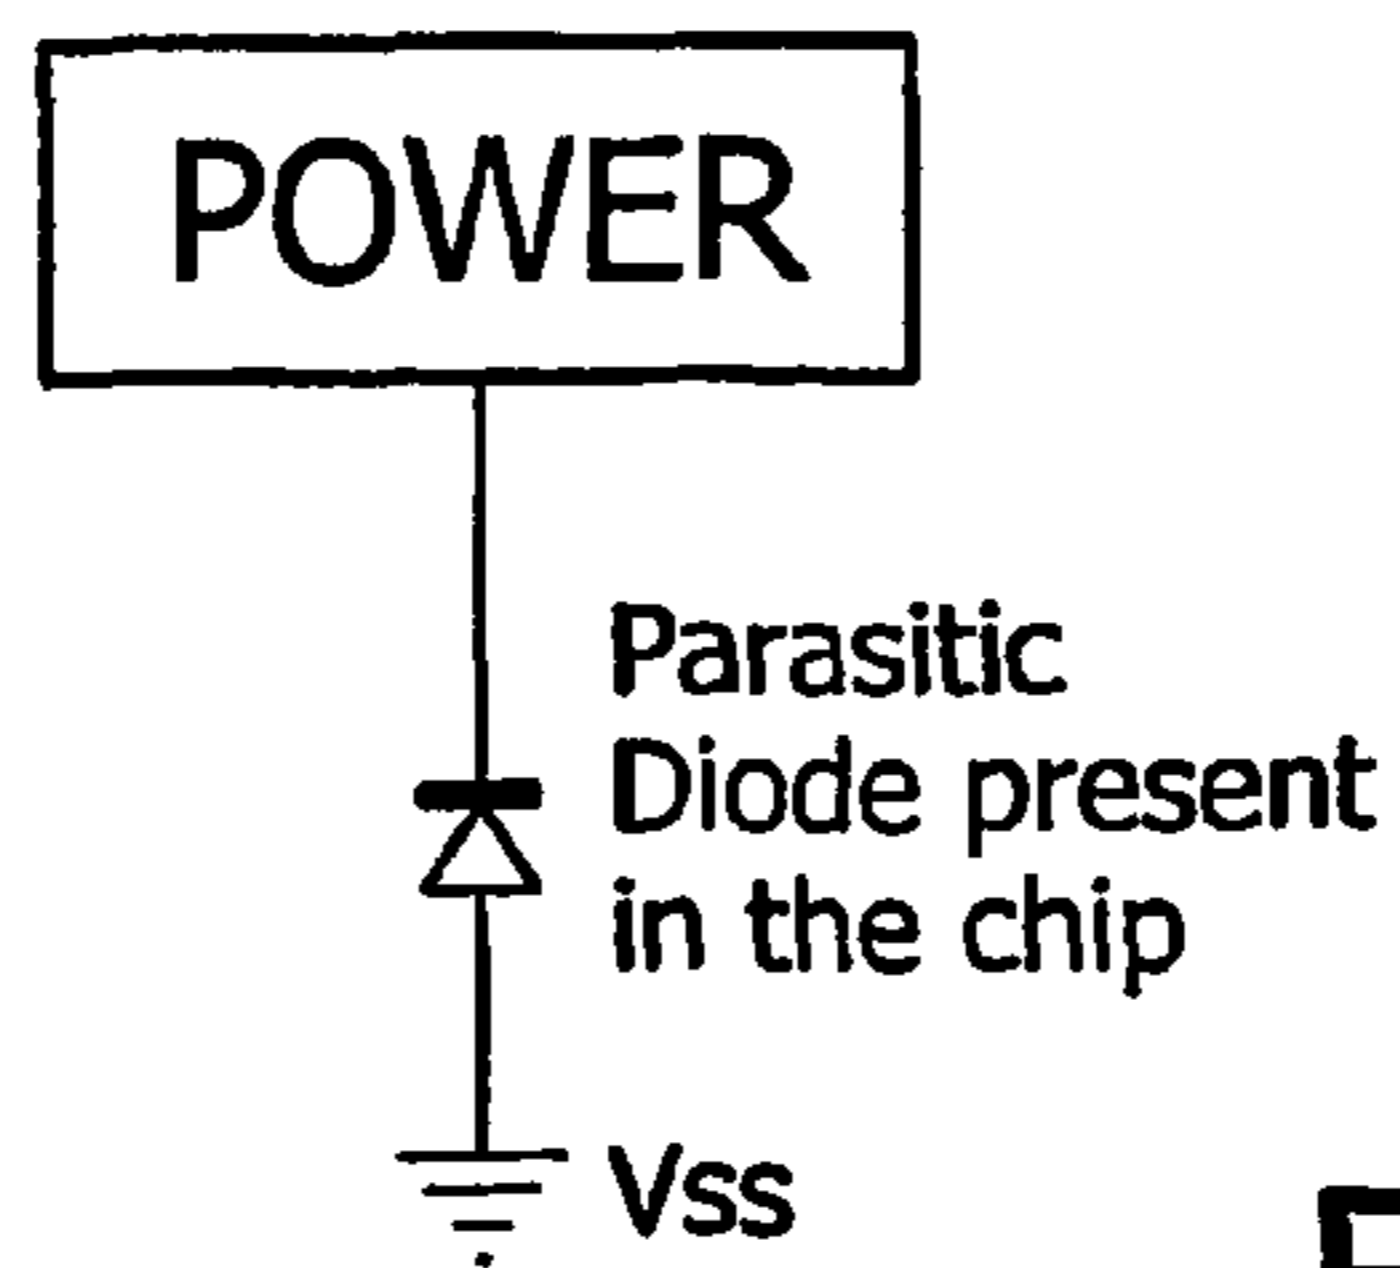 POWER
Parasitic
Diode present
in the chip
Vss